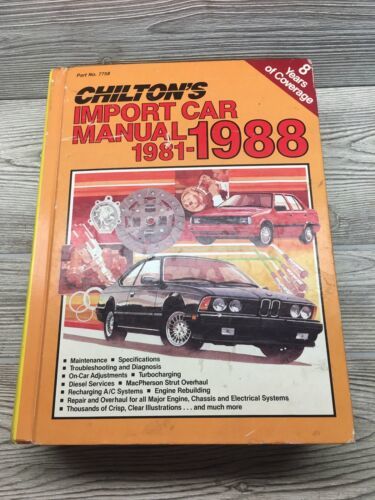 Part No. 7758
8
Years
of Coverage
CHILTON'S
IMPORT CAR
MANUAL
1981-1988
■ Maintenance ■ Specifications
■ Troubleshooting and Diagnosis
■ On-Car Adjustments ■ Turbocharging
■ Diesel Services ■ MacPherson Strut Overhaul
■ Recharging A/C Systems ■ Engine Rebuilding
■ Repair and Overhaul for all Major Engine, Chassis and Electrical Systems
■ Thousands of Crisp, Clear Illustrations . . . and much more